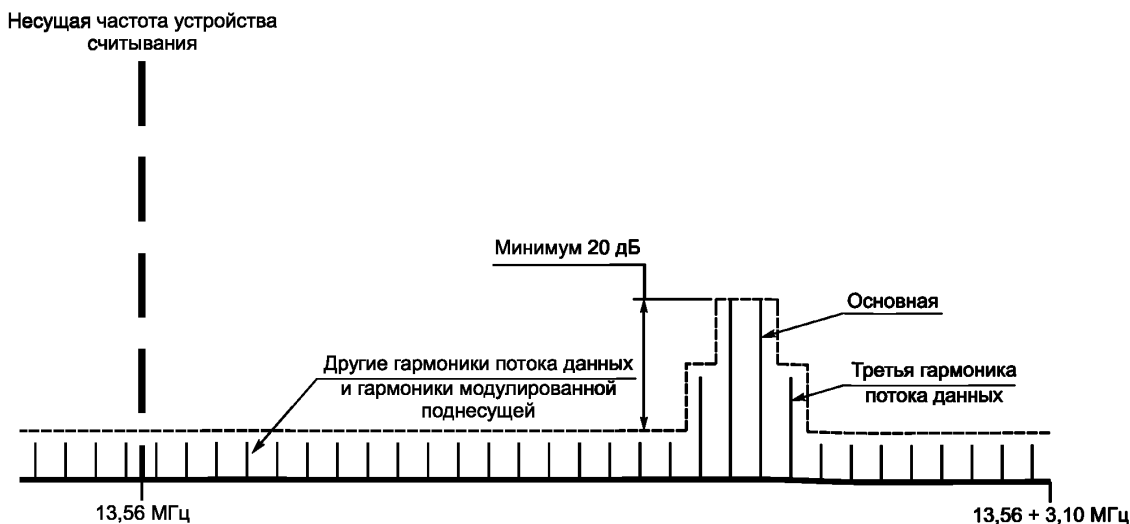 Несущая частота устройства
считывания
Минимум 20 дБ
Основная
Другие гармоники потока данных
и гармоники модулированной
поднесущей
Третья гармоника
потока данных
13,56 МГц
13,56 + 3,10 МГц